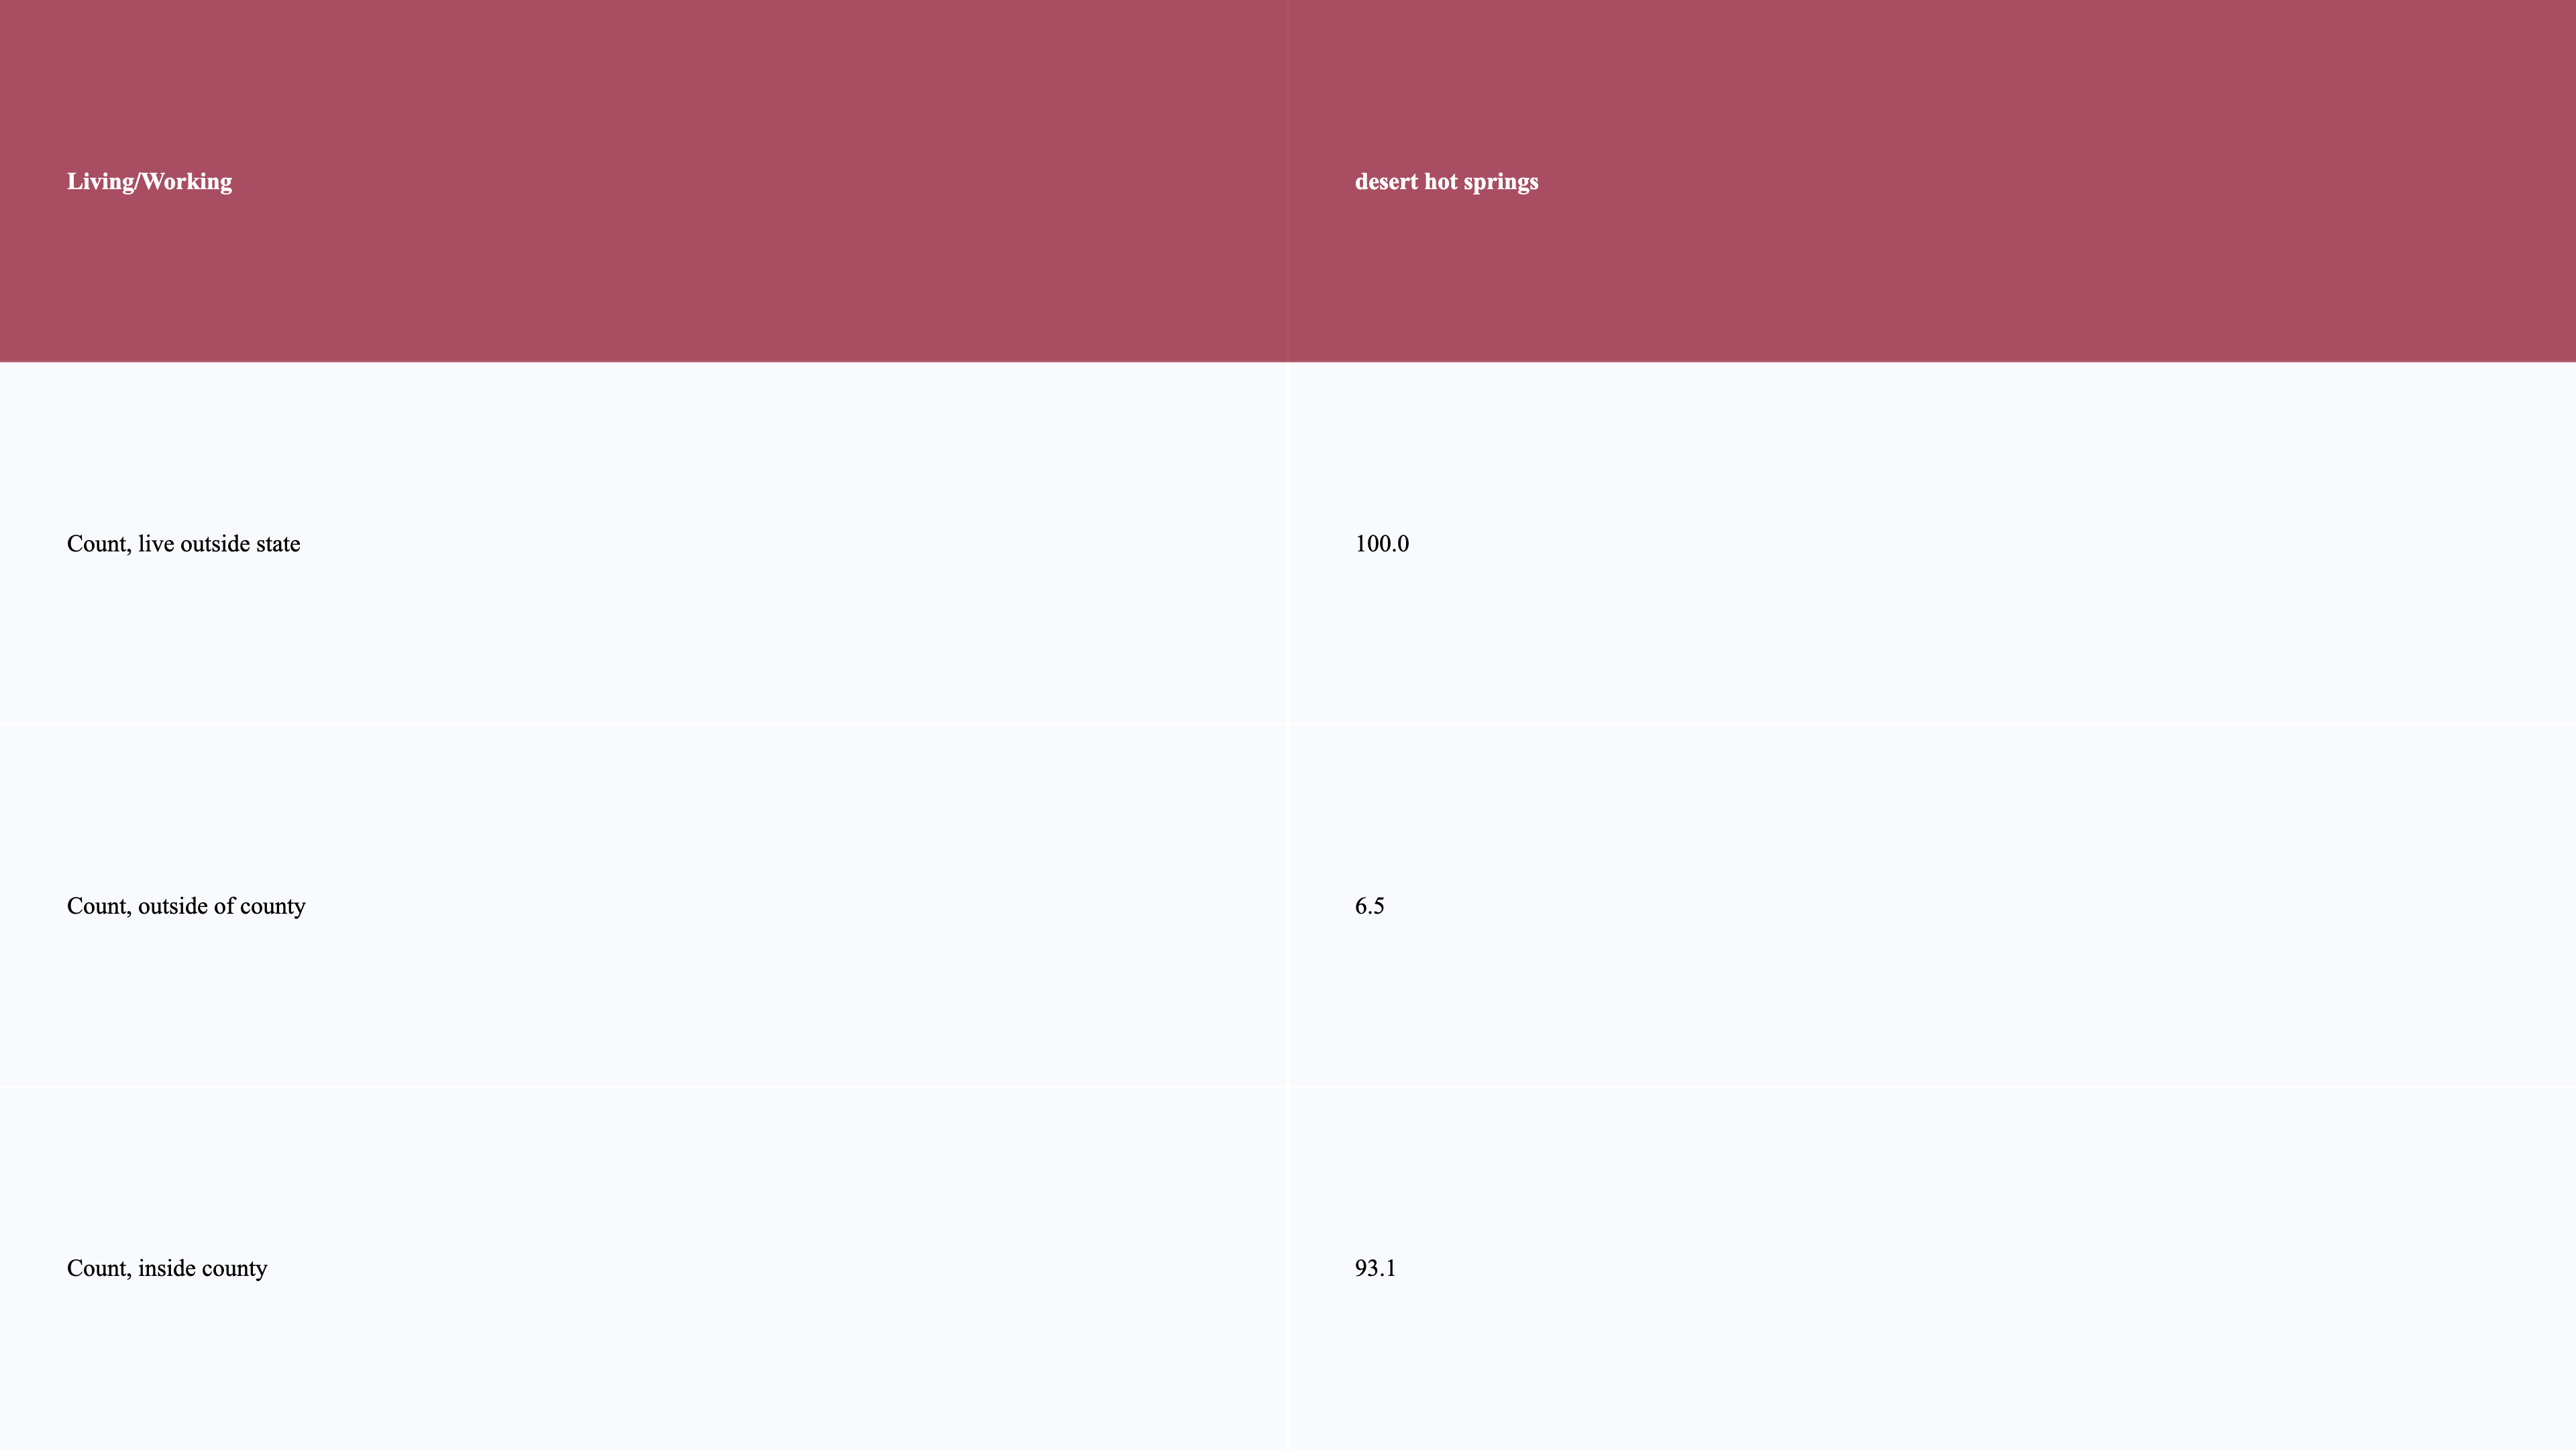 Living/Working desert hot springs
Count, live outside state 100.0
Count, outside of county 6.5
Count, inside county 93.1